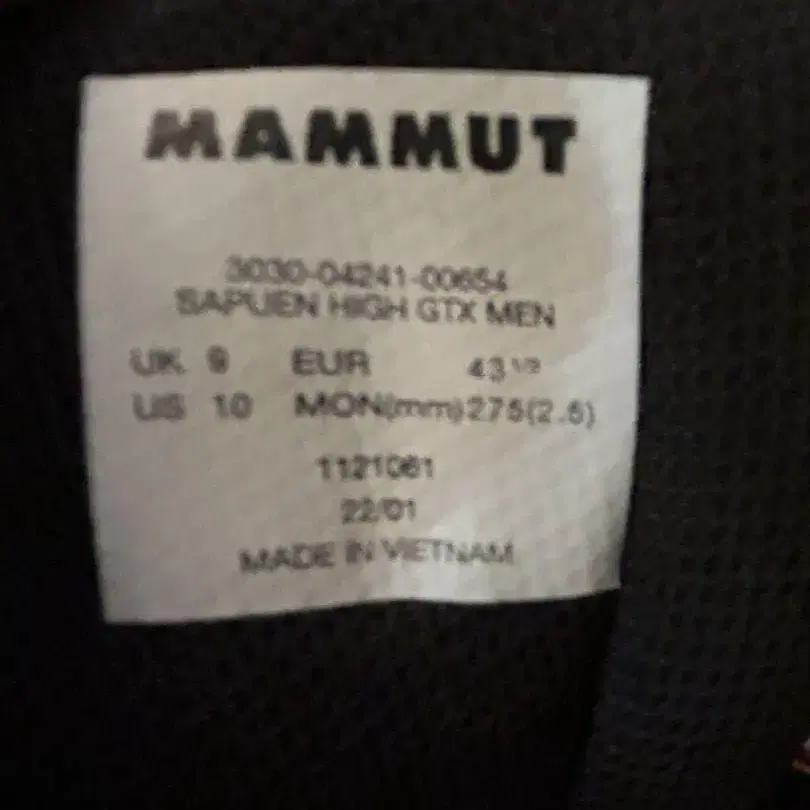 MAMMUT
3030-04241-00654
SAPUEN HIGH GTX MEN
UK 9 EUR 43 1/3
US 10 MON(mm)275(2.5)
1121061
22/01
MADE IN VIETNAM